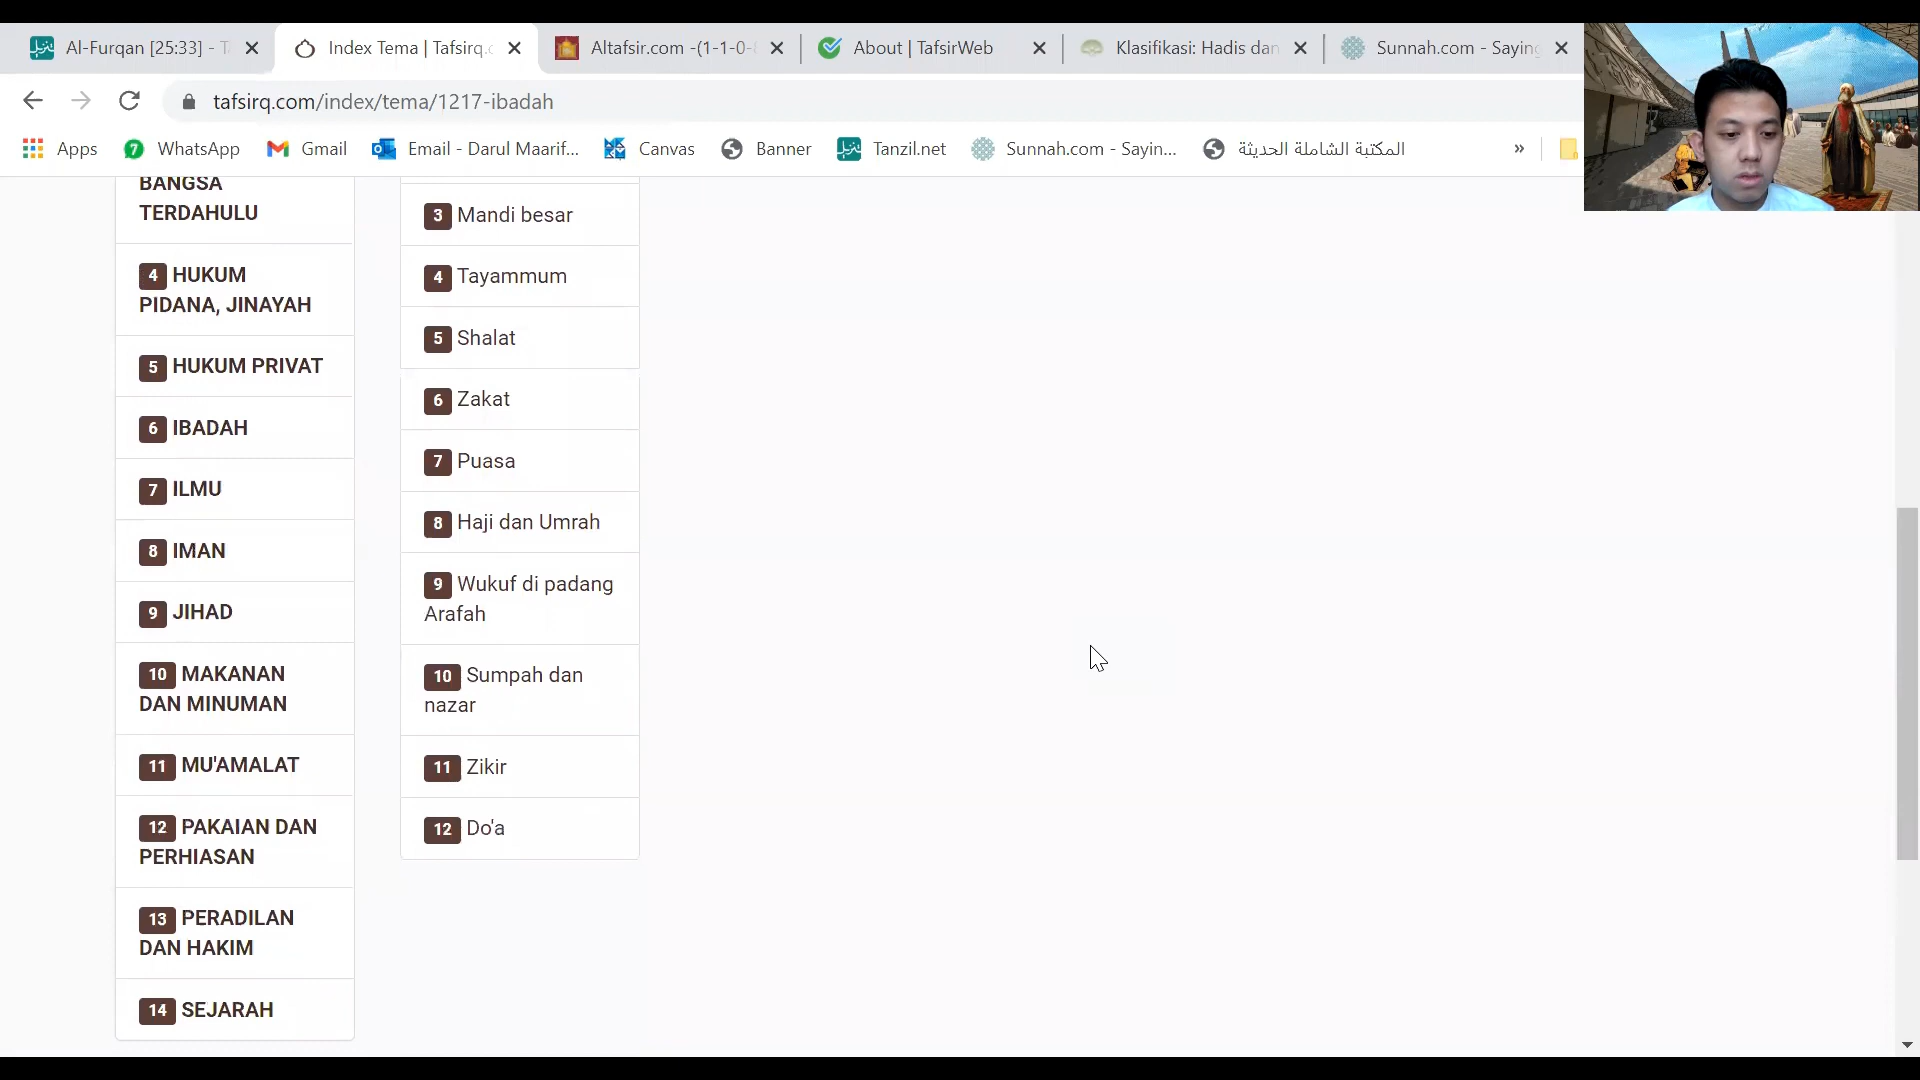 Al-Furqan [25:33] - T
Index Tema | Tafsirq.c
Altafsir.com -(1-1-0-
About | TafsirWeb
Klasifikasi: Hadis dan
Sunnah.com - Saying
tafsirq.com/index/tema/1217-ibadah
Apps
7 WhatsApp
Gmail
Email - Darul Maarif...
Canvas
Banner
Tanzil.net
Sunnah.com - Sayin...
المكتبة الشاملة الحديثة
»
BANGSA
TERDAHULU
4 HUKUM
PIDANA, JINAYAH
5 HUKUM PRIVAT
6 IBADAH
7 ILMU
8 IMAN
9 JIHAD
10 MAKANAN
DAN MINUMAN
11 MU'AMALAT
12 PAKAIAN DAN
PERHIASAN
13 PERADILAN
DAN HAKIM
14 SEJARAH
3 Mandi besar
4 Tayammum
5 Shalat
6 Zakat
7 Puasa
8 Haji dan Umrah
9 Wukuf di padang
Arafah
10 Sumpah dan
nazar
11 Zikir
12 Do'a